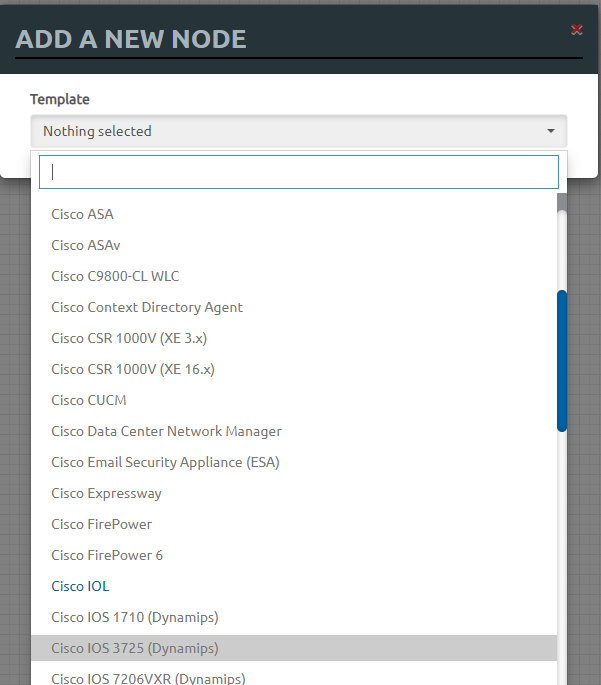 ADD A NEW NODE
Template
Nothing selected
Cisco ASA
Cisco ASAv
Cisco C9800-CL WLC
Cisco Context Directory Agent
Cisco CSR 1000V (XE 3.x)
Cisco CSR 1000V (XE 16.x)
Cisco CUCM
Cisco Data Center Network Manager
Cisco Email Security Appliance (ESA)
Cisco Expressway
Cisco FirePower
Cisco FirePower 6
Cisco IOL
Cisco IOS 1710 (Dynamips)
Cisco IOS 3725 (Dynamips)
Cisco IOS 7206VXR (Dynamips)